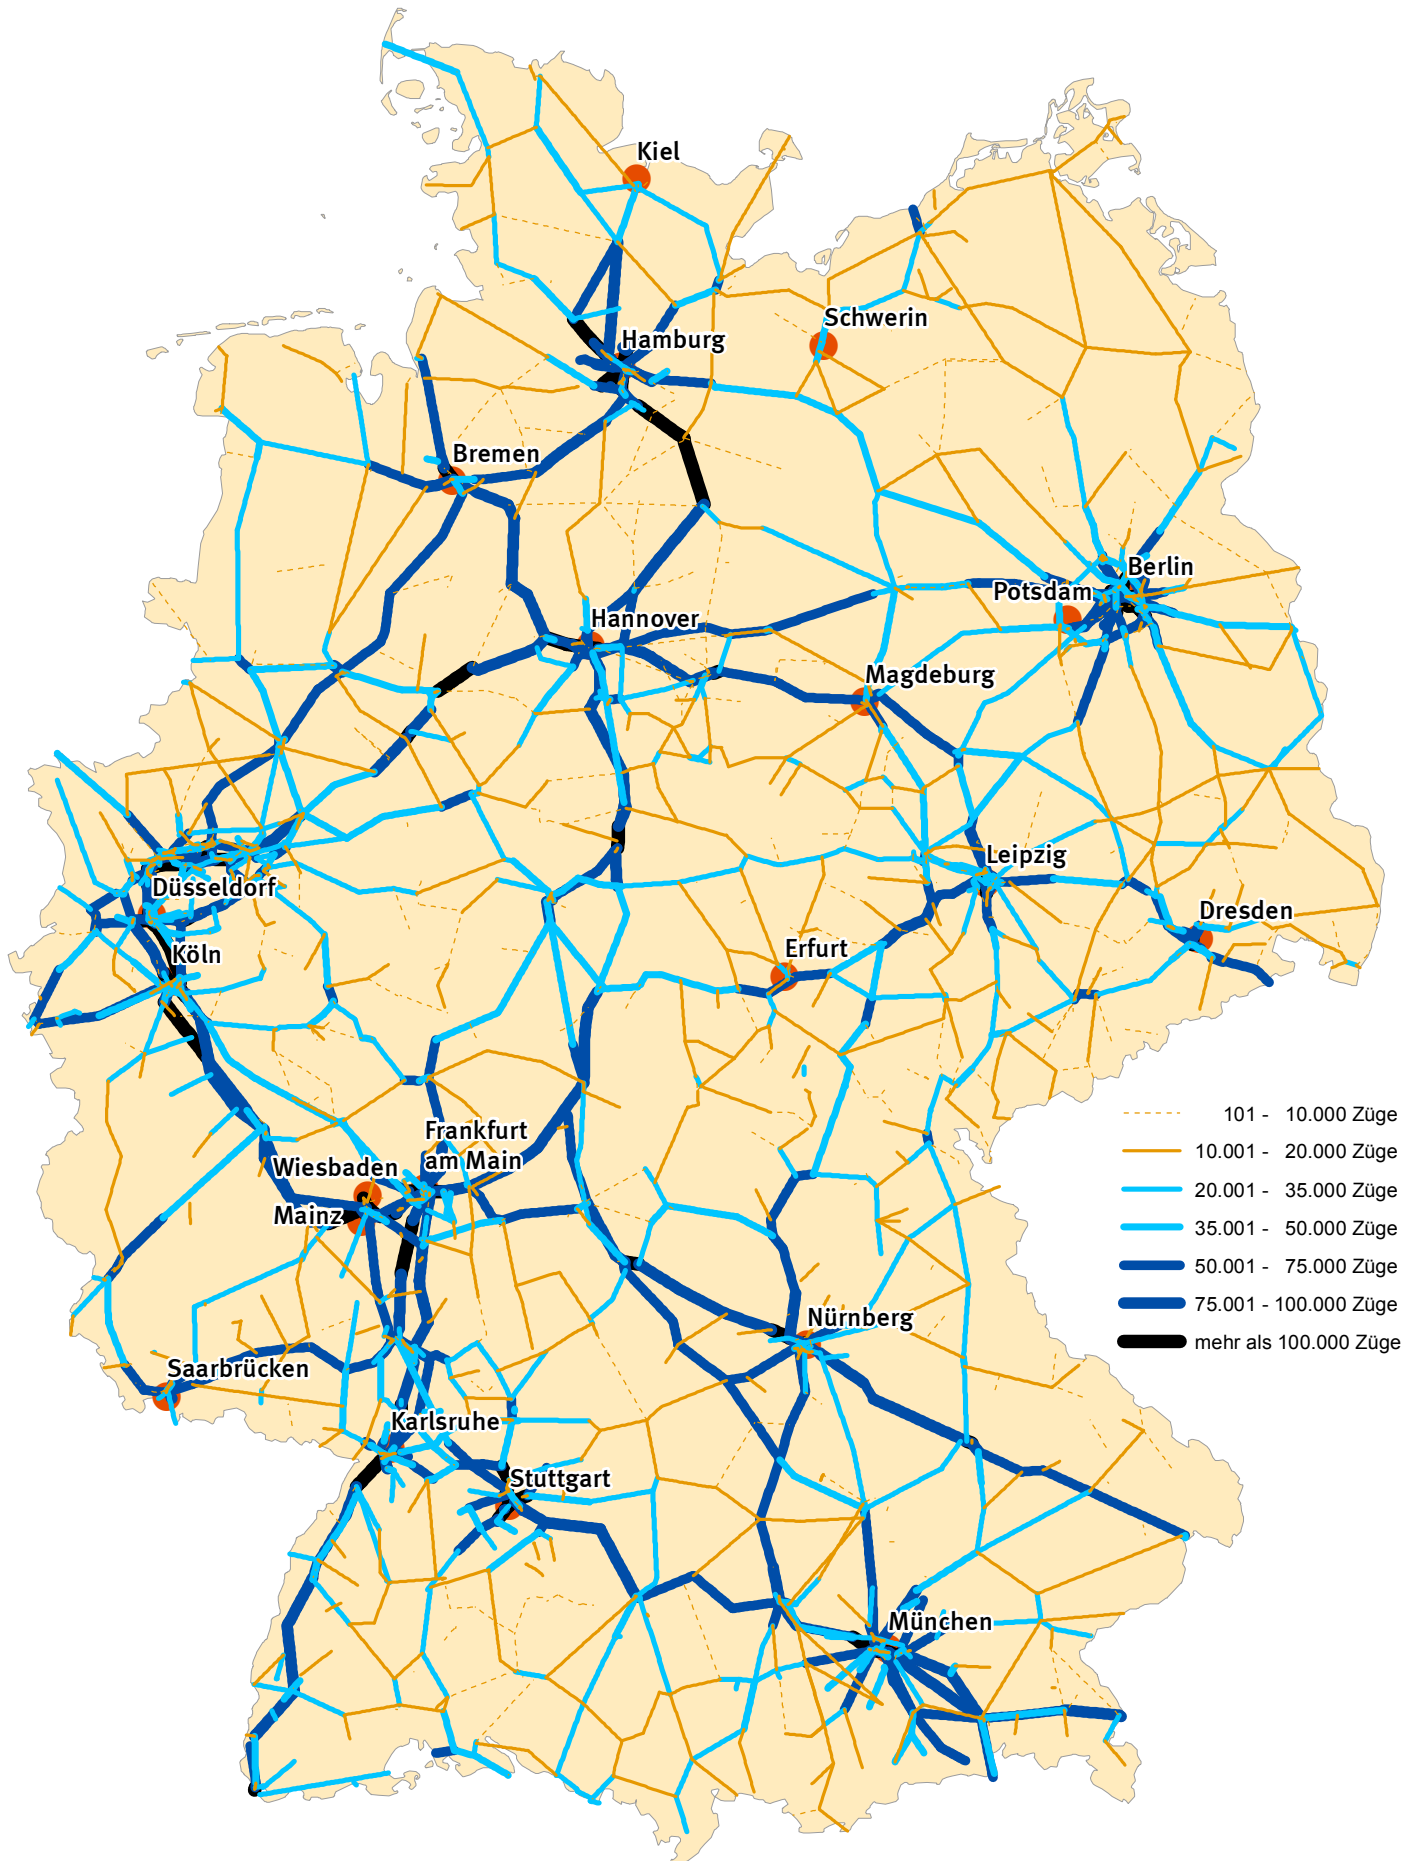 Kiel
Schwerin
Hamburg
Bremen
Berlin
Potsdam
Hannover
Magdeburg
Leipzig
Düsseldorf
Dresden
Köln
Erfurt
101 - 10.000 Züge
10.001 - 20.000 Züge
20.001 - 35.000 Züge
35.001 - 50.000 Züge
50.001 - 75.000 Züge
75.001 - 100.000 Züge
mehr als 100.000 Züge
Frankfurt
am Main
Wiesbaden
Mainz
Nürnberg
Saarbrücken
Karlsruhe
Stuttgart
München